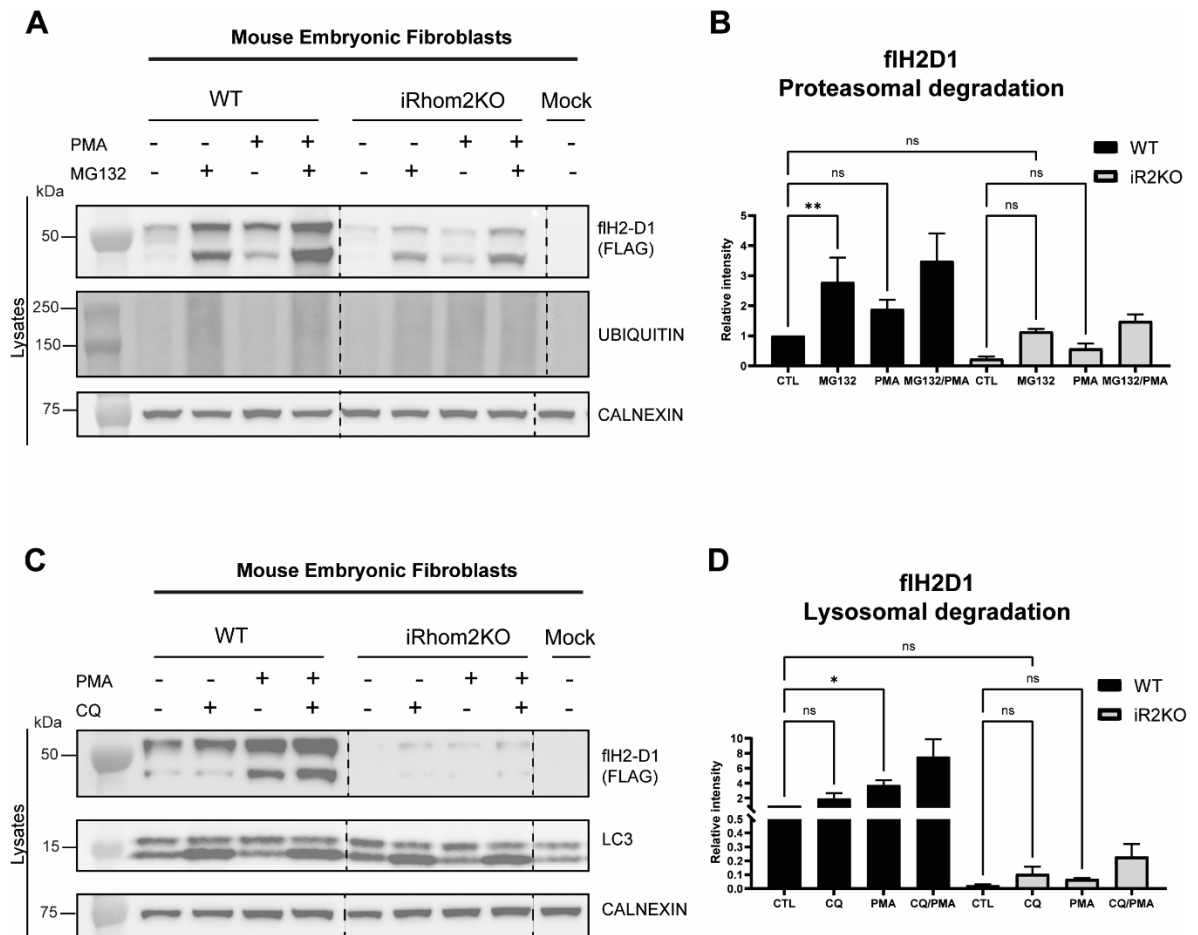 A
Mouse Embryonic Fibroblasts
WT iRhom2KO Mock
PMA - - + + - - + + -
MG132 - + - + - + - + -
kDa
50
flH2-D1
(FLAG)
Lysates
250
150
UBIQUITIN
75
CALNEXIN
B
flH2D1
Proteasomal degradation
WT
iR2KO
ns
ns
**
ns
ns
Relative intensity
5
4
3
2
1
0
CTL MG132 PMA MG132/PMA CTL MG132 PMA MG132/PMA
C
Mouse Embryonic Fibroblasts
WT iRhom2KO Mock
PMA - - + + - - + + -
CQ - + - + - + - + -
kDa
50
flH2-D1
(FLAG)
Lysates
15
LC3
75
CALNEXIN
D
flH2D1
Lysosomal degradation
WT
iR2KO
ns
*
ns
ns
ns
Relative intensity
10
8
6
4
2
0.5
0.4
0.3
0.2
0.1
0.0
CTL CQ PMA CQ/PMA CTL CQ PMA CQ/PMA